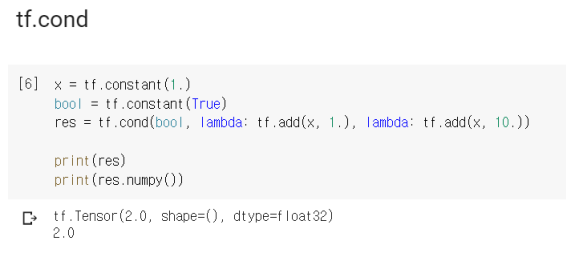 tf.cond
[6] x = tf.constant(1.)
bool = tf.constant(True)
res = tf.cond(bool, lambda: tf.add(x, 1.), lambda: tf.add(x, 10.))
print(res)
print(res.numpy())
tf.Tensor(2.0, shape=(), dtype=float32)
2.0